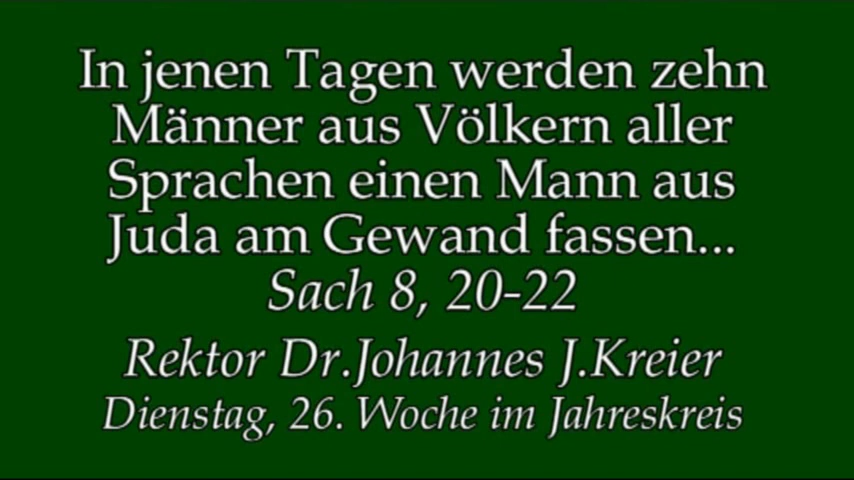 In jenen Tagen werden zehn
Männer aus Völkern aller
Sprachen einen Mann aus
Juda am Gewand fassen...
Sach 8, 20-22
Rektor Dr.Johannes J.Kreier
Dienstag, 26. Woche im Jahreskreis